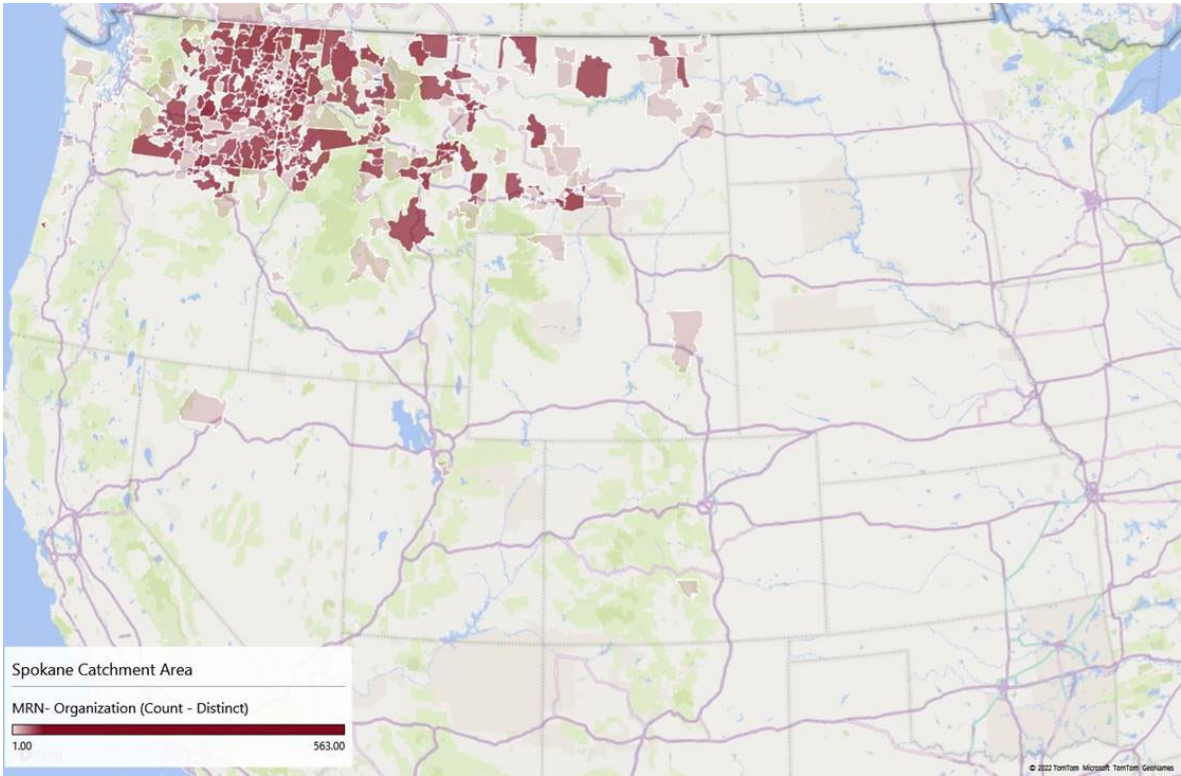 Spokane Catchment Area
MRN- Organization (Count - Distinct)
1.00 563.00
© 2022 TomTom Microsoft TomTom GeoNames